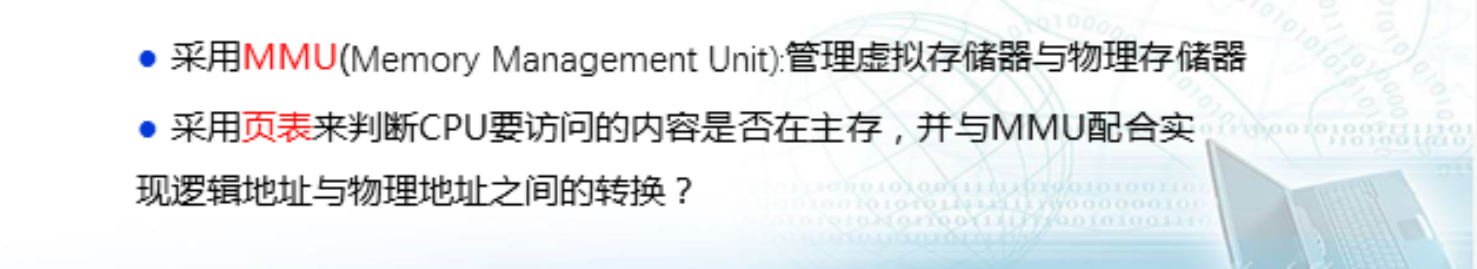 ● 采用MMU(Memory Management Unit):管理虚拟存储器与物理存储器
● 采用页表来判断CPU要访问的内容是否在主存，并与MMU配合实
现逻辑地址与物理地址之间的转换？